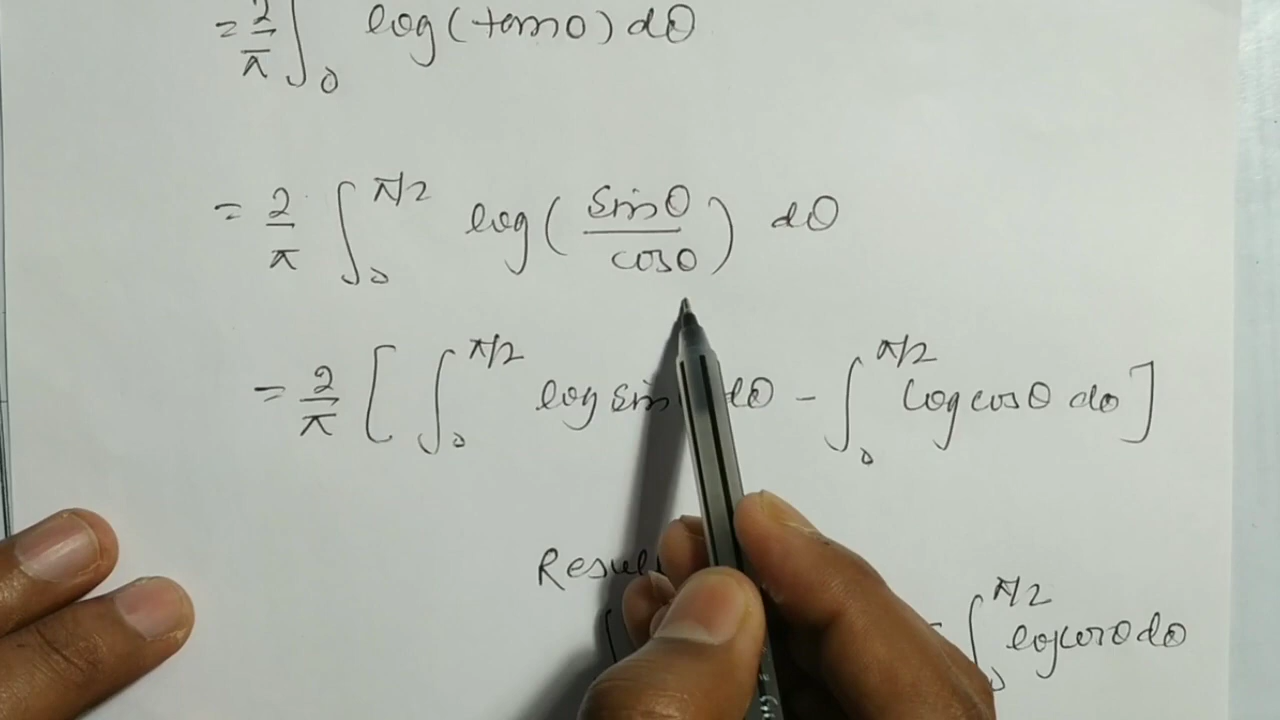 = 2/π ∫₀ log(tanθ) dθ
= 2/π ∫₀^π/2 log(sinθ/cosθ) dθ
= 2/π [ ∫₀^π/2 log sin dθ - ∫₀^π/2 log cosθ dθ ]
Resul
∫₀^π/2 log cosθ dθ